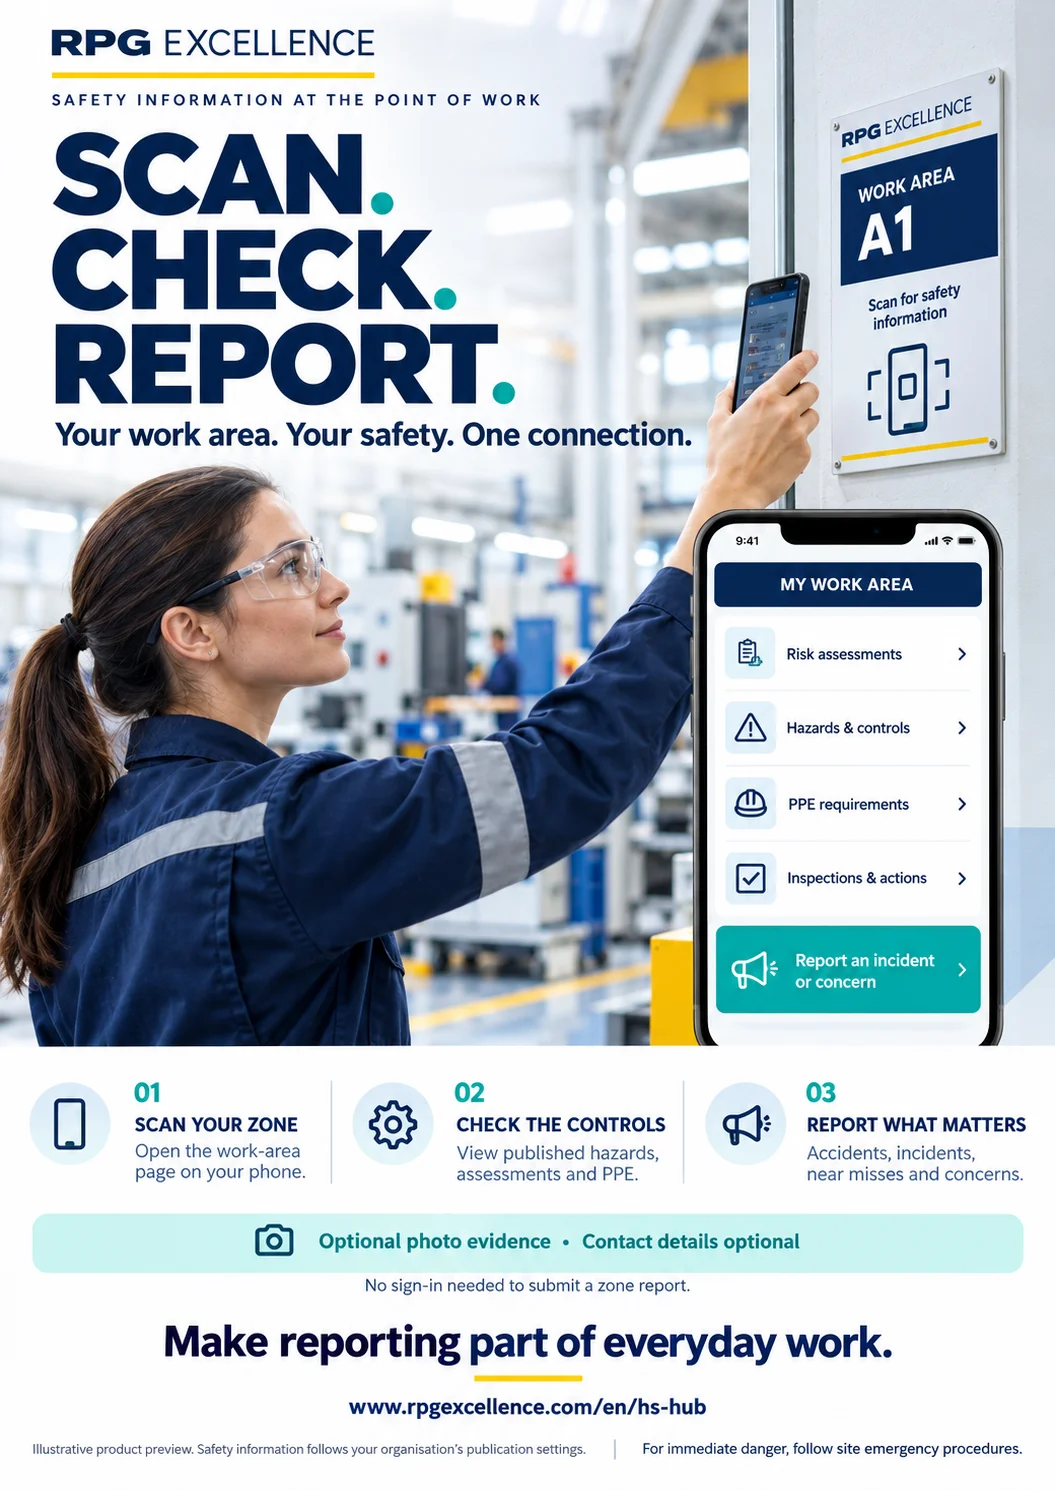 RPG EXCELLENCE
SAFETY INFORMATION AT THE POINT OF WORK
SCAN.
CHECK.
REPORT.
Your work area. Your safety. One connection.
RPG EXCELLENCE
WORK AREA
A1
Scan for safety
information
9:41
MY WORK AREA
Risk assessments
Hazards & controls
PPE requirements
Inspections & actions
Report an incident
or concern
01
SCAN YOUR ZONE
Open the work-area
page on your phone.
02
CHECK THE CONTROLS
View published hazards,
assessments and PPE.
03
REPORT WHAT MATTERS
Accidents, incidents,
near misses and concerns.
Optional photo evidence • Contact details optional
No sign-in needed to submit a zone report.
Make reporting part of everyday work.
www.rpgexcellence.com/en/hs-hub
Illustrative product preview. Safety information follows your organisation's publication settings.
For immediate danger, follow site emergency procedures.